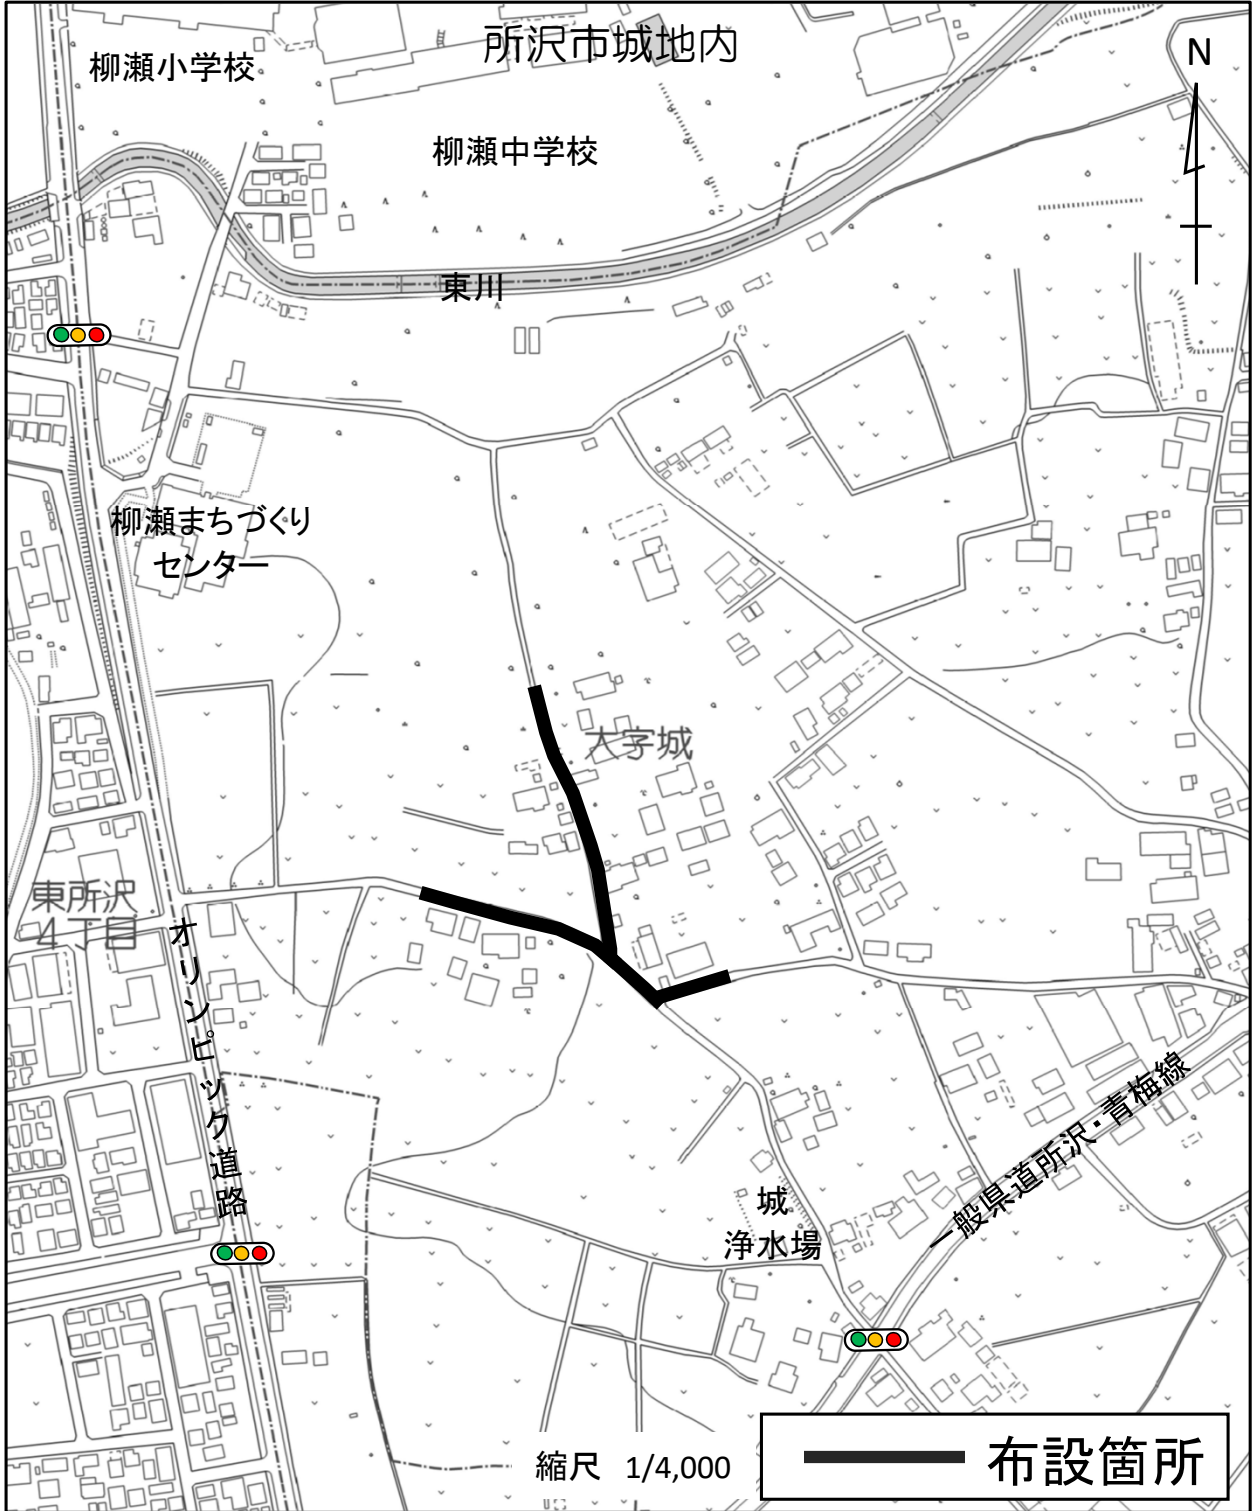 所沢市城地内
N
柳瀬小学校
柳瀬中学校
東川
柳瀬まちづくり
センター
大字城
東所沢
4丁目
オリンピック道路
一般県道所沢・青梅線
城
浄水場
縮尺 1/4,000
布設箇所